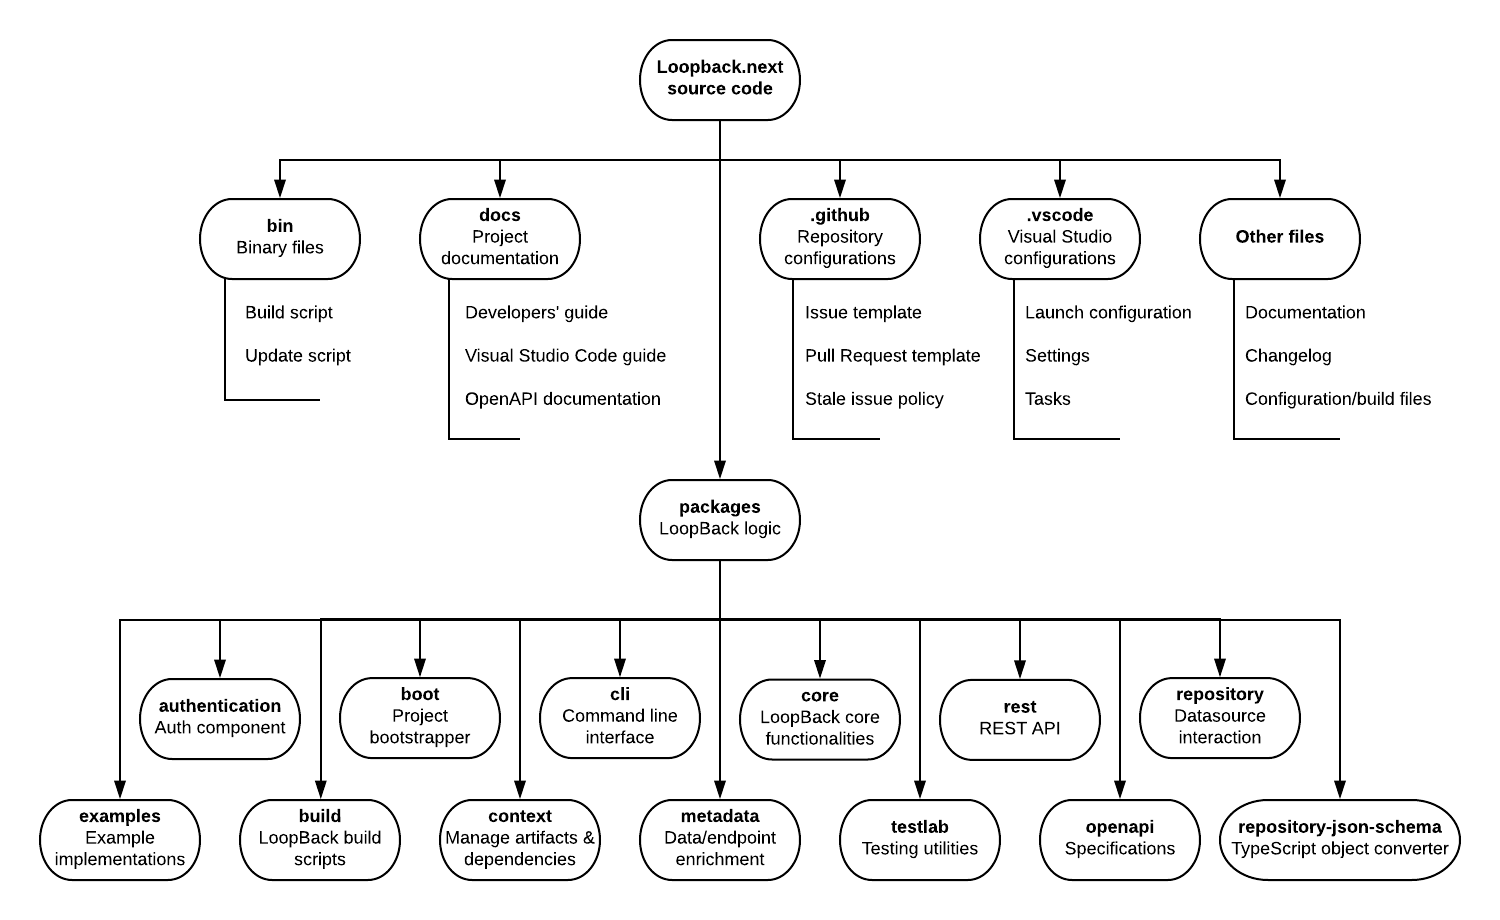 Loopback.next
source code
bin
Binary files
docs
Project
documentation
.github
Repository
configurations
.vscode
Visual Studio
configurations
Other files
Build script
Update script
Developers' guide
Visual Studio Code guide
OpenAPI documentation
Issue template
Pull Request template
Stale issue policy
Launch configuration
Settings
Tasks
Documentation
Changelog
Configuration/build files
packages
LoopBack logic
authentication
Auth component
boot
Project
bootstrapper
cli
Command line
interface
core
LoopBack core
functionalities
rest
REST API
repository
Datasource
interaction
examples
Example
implementations
build
LoopBack build
scripts
context
Manage artifacts &
dependencies
metadata
Data/endpoint
enrichment
testlab
Testing utilities
openapi
Specifications
repository-json-schema
TypeScript object converter